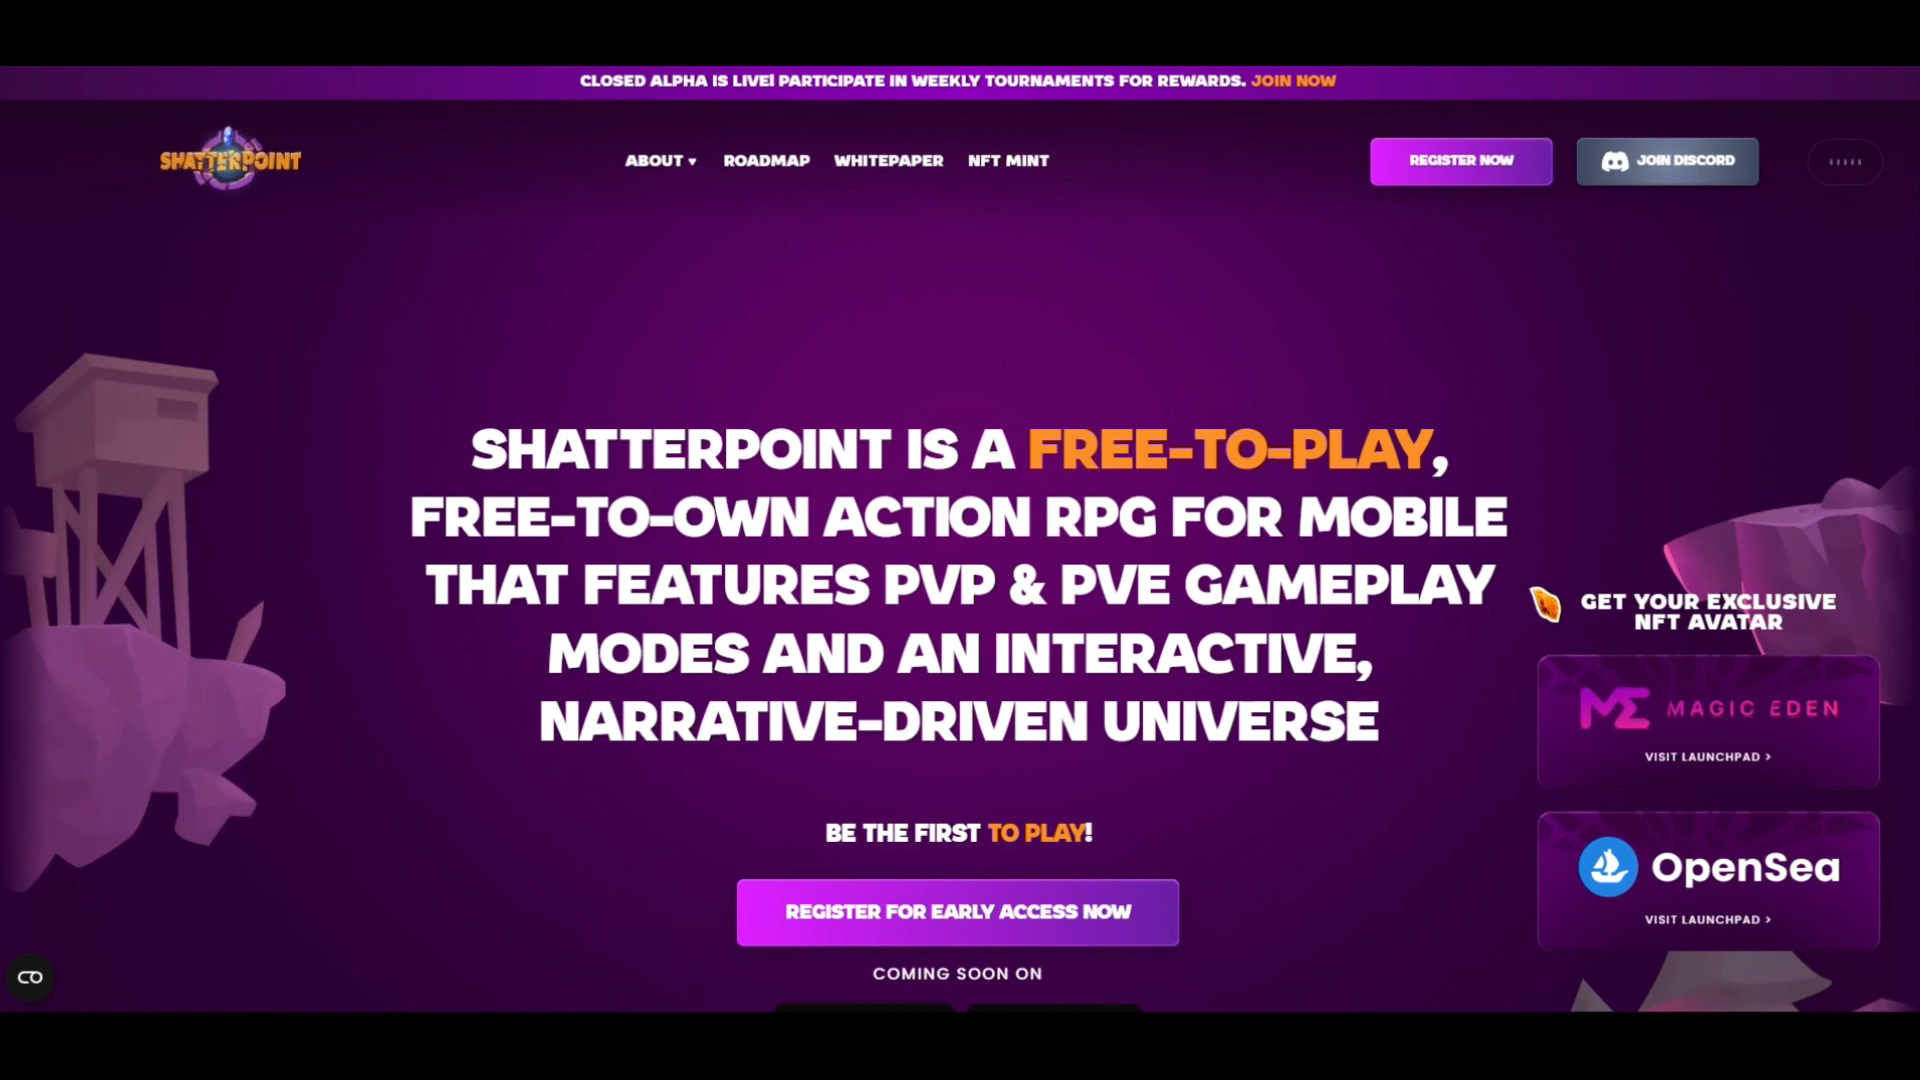 CLOSED ALPHA IS LIVE! PARTICIPATE IN WEEKLY TOURNAMENTS FOR REWARDS. JOIN NOW
SHATTERPOINT
ABOUT ▾ ROADMAP WHITEPAPER NFT MINT
REGISTER NOW
JOIN DISCORD
SHATTERPOINT IS A FREE-TO-PLAY,
FREE-TO-OWN ACTION RPG FOR MOBILE
THAT FEATURES PVP & PVE GAMEPLAY
MODES AND AN INTERACTIVE,
NARRATIVE-DRIVEN UNIVERSE
BE THE FIRST TO PLAY!
REGISTER FOR EARLY ACCESS NOW
COMING SOON ON
GET YOUR EXCLUSIVE
NFT AVATAR
ME MAGIC EDEN
VISIT LAUNCHPAD >
OpenSea
VISIT LAUNCHPAD >